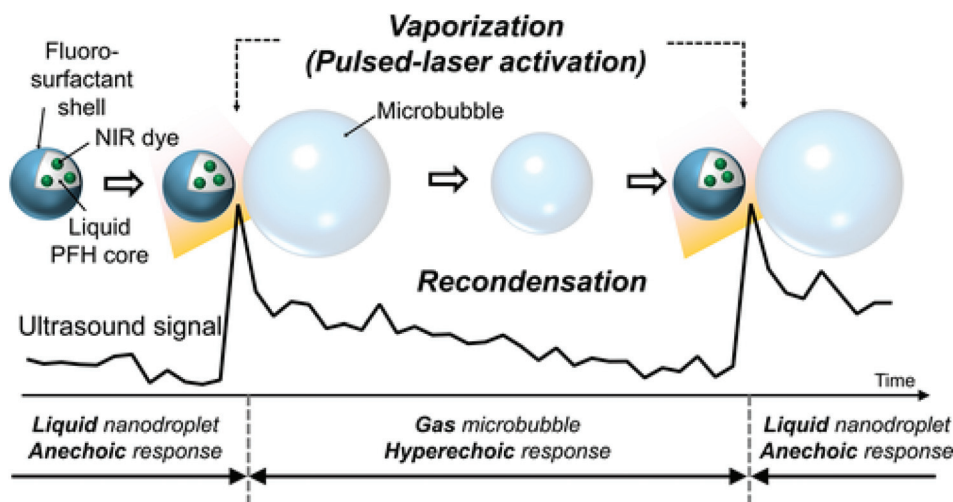 Vaporization
(Pulsed-laser activation)
Fluoro-
surfactant
shell
NIR dye
Liquid
PFH core
Microbubble
Recondensation
Ultrasound signal
Time
Liquid nanodroplet
Anechoic response
Gas microbubble
Hyperechoic response
Liquid nanodroplet
Anechoic response